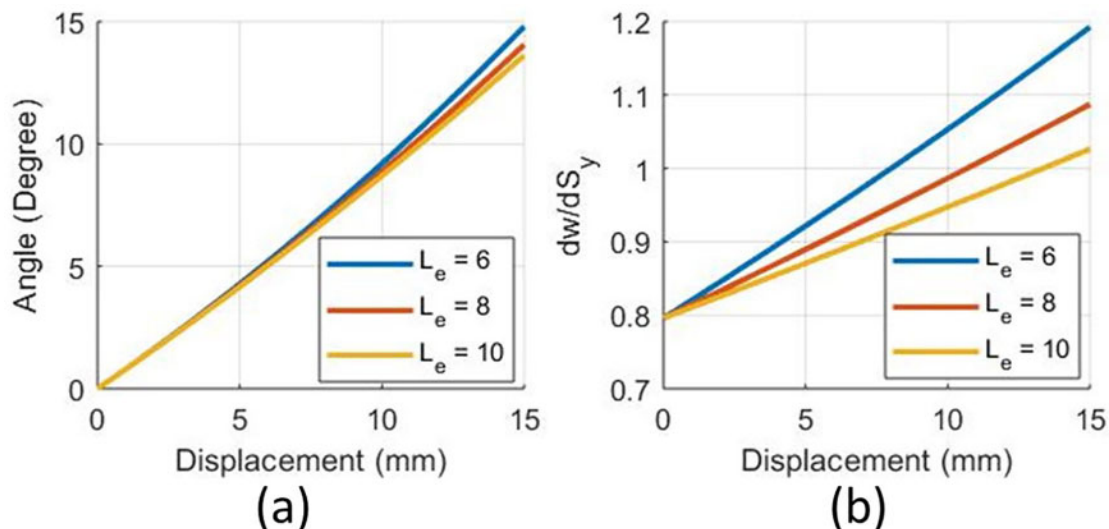 15
10
5
0
Angle (Degree)
0 5 10 15
Displacement (mm)
L_e = 6
L_e = 8
L_e = 10
(a)
1.2
1.1
1
0.9
0.8
0.7
dw/dS_y
0 5 10 15
Displacement (mm)
L_e = 6
L_e = 8
L_e = 10
(b)